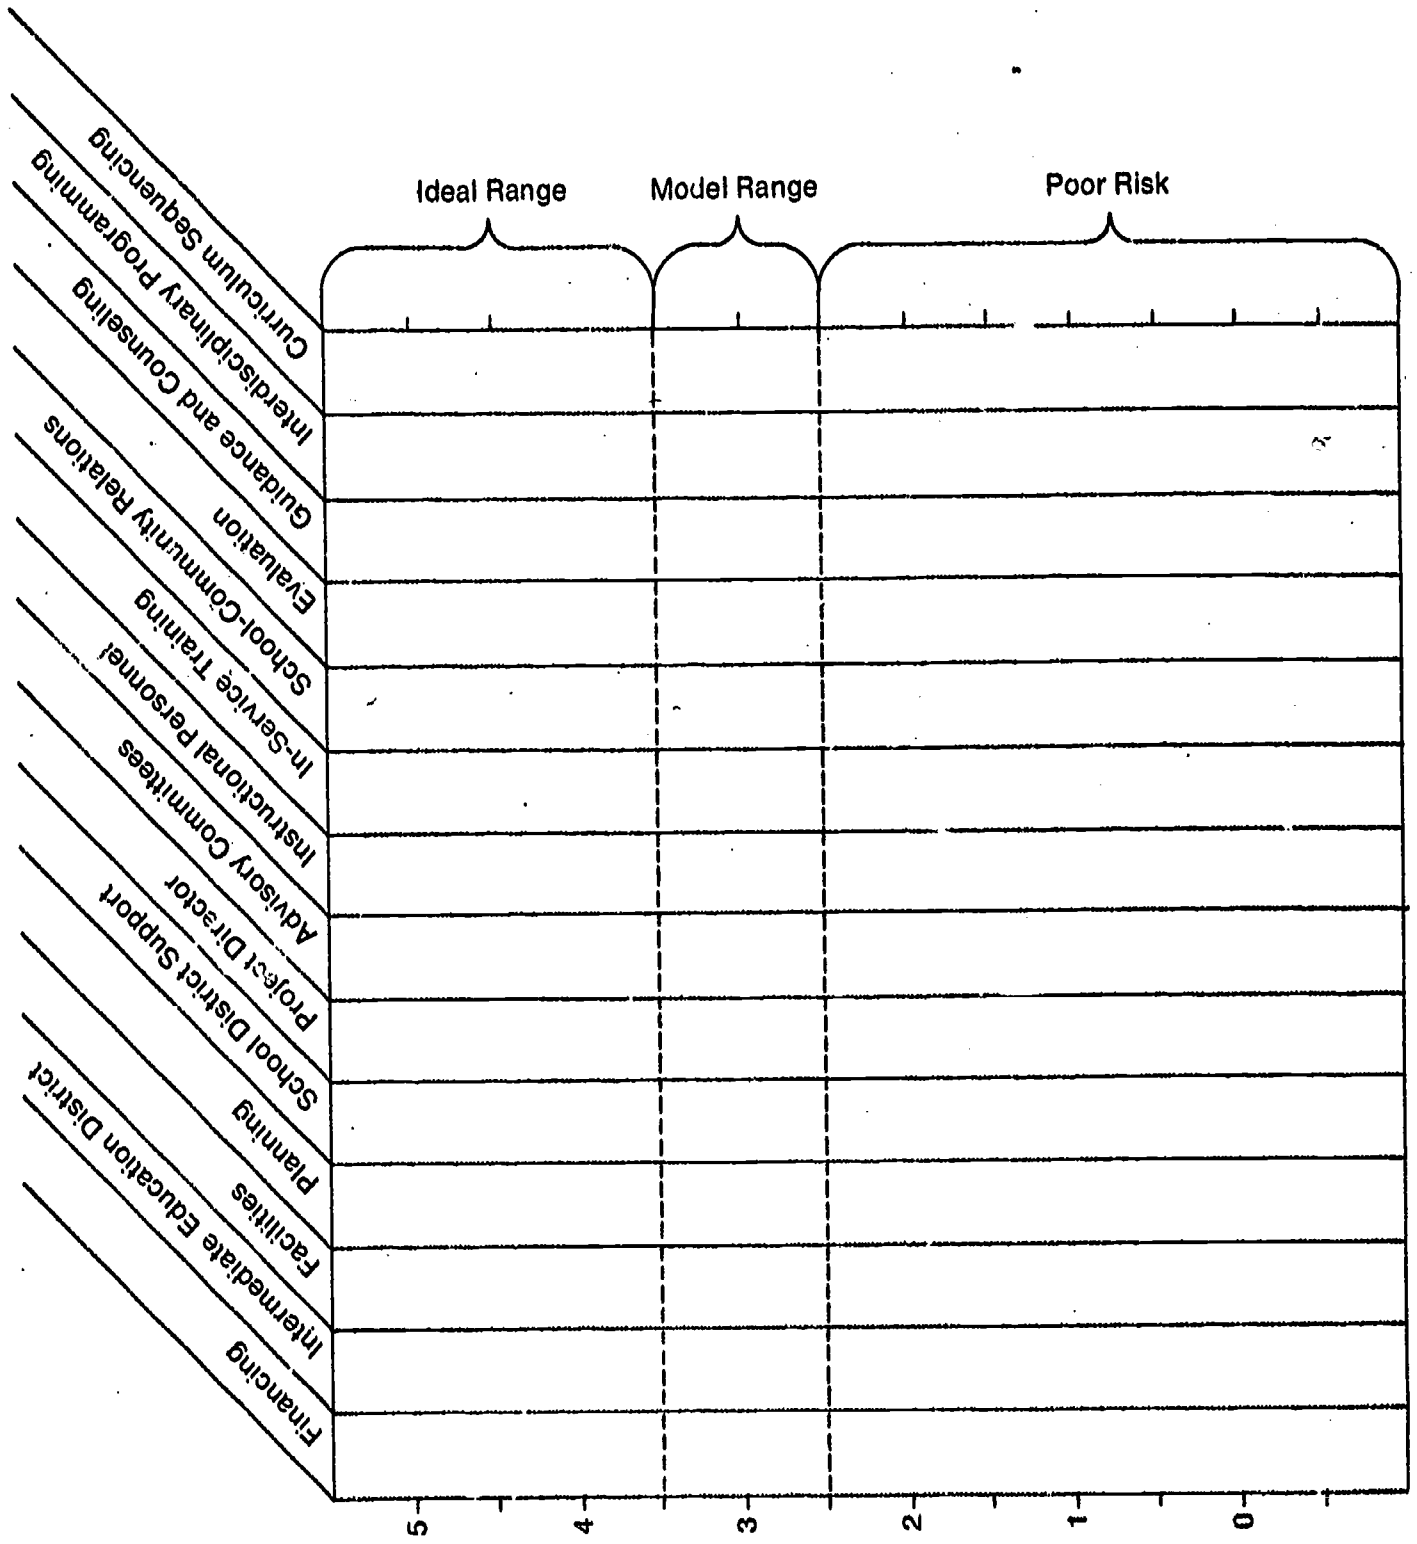 Ideal Range
Model Range
Poor Risk
Curriculum Sequencing
Interdisciplinary Programming
Guidance and Counseling
Evaluation
School-Community Relations
In-Service Training
Instructional Personnel
Advisory Committees
Project Director
School District Support
Planning
Facilities
Intermediate Education District
Financing
5
4
3
2
1
0